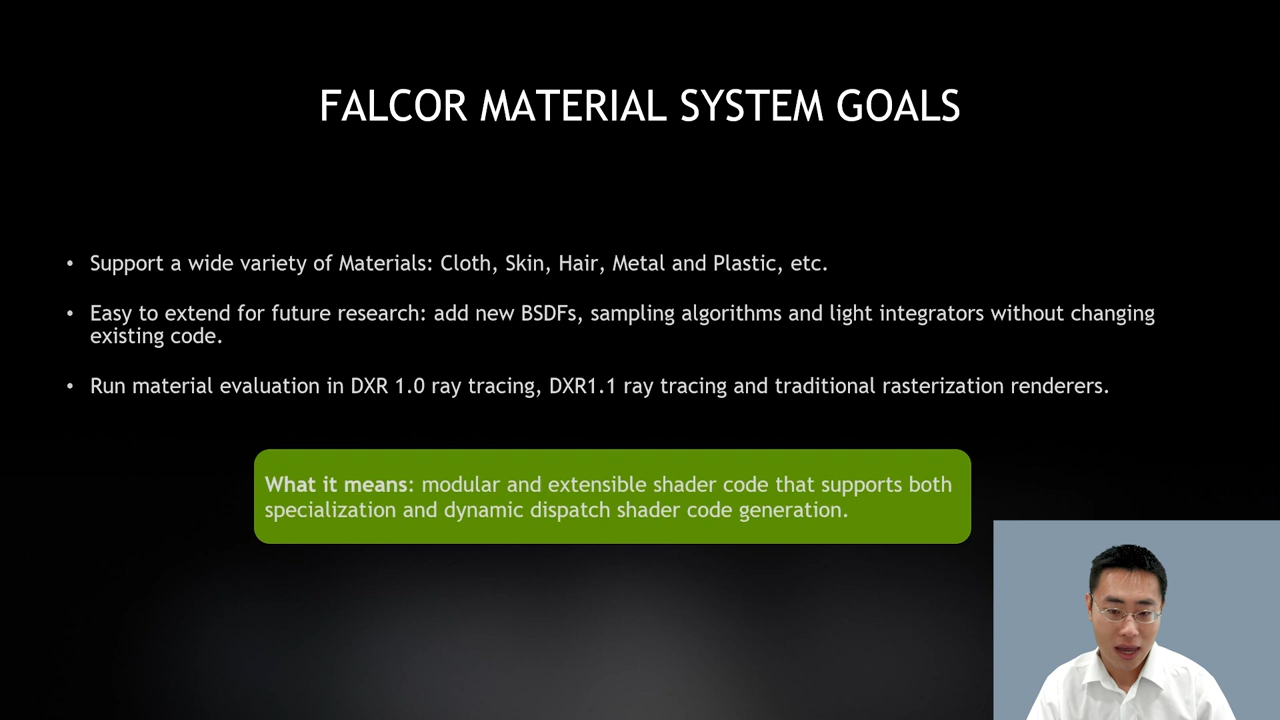 FALCOR MATERIAL SYSTEM GOALS
• Support a wide variety of Materials: Cloth, Skin, Hair, Metal and Plastic, etc.
• Easy to extend for future research: add new BSDFs, sampling algorithms and light integrators without changing
existing code.
• Run material evaluation in DXR 1.0 ray tracing, DXR1.1 ray tracing and traditional rasterization renderers.
What it means: modular and extensible shader code that supports both
specialization and dynamic dispatch shader code generation.